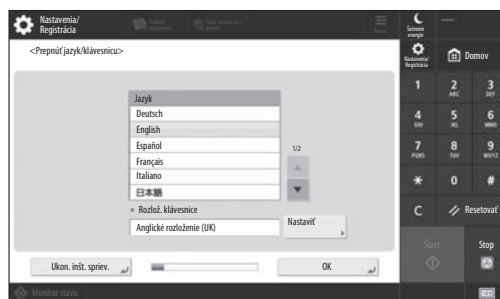 Nastavenia/
Registrácia
Šetrenie
energie
<Prepnúť jazyk/klávesnicu>
Nastavenia/
Registrácia
Domov
Jazyk
Deutsch
English
Español
Français
Italiano
日本語
1/2
Rozlož. klávesnice
Anglické rozloženie (UK)
Nastaviť
Ukon. inšt. spriev.
OK
1
2 ABC
3 DEF
4 GHI
5 JKL
6 MNO
7 PQRS
8 TUV
9 WXYZ
* 0 #
C
Resetovať
Štart
Stop
Monitor stavu